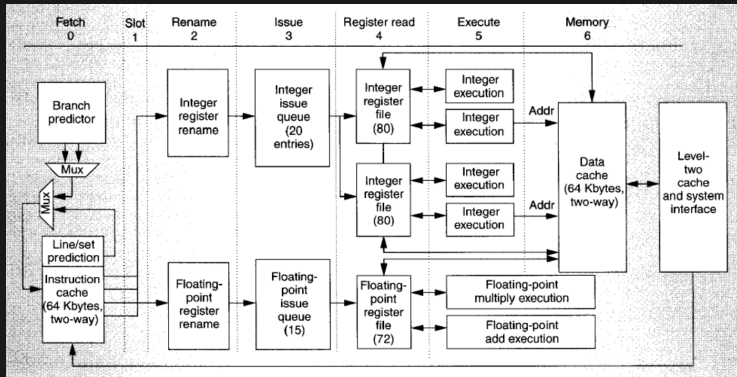 Fetch
0
Slot
1
Rename
2
Issue
3
Register read
4
Execute
5
Memory
6
Branch
predictor
Mux
Mux
Line/set
prediction
Instruction
cache
(64 Kbytes,
two-way)
Integer
register
rename
Integer
issue
queue
(20
entries)
Integer
register
file
(80)
Integer
execution
Integer
execution
Addr
Integer
register
file
(80)
Integer
execution
Integer
execution
Addr
Data
cache
(64 Kbytes,
two-way)
Level-
two
cache
and system
interface
Floating-
point
register
rename
Floating-
point
issue
queue
(15)
Floating-
point
register
file
(72)
Floating-point
multiply execution
Floating-point
add execution